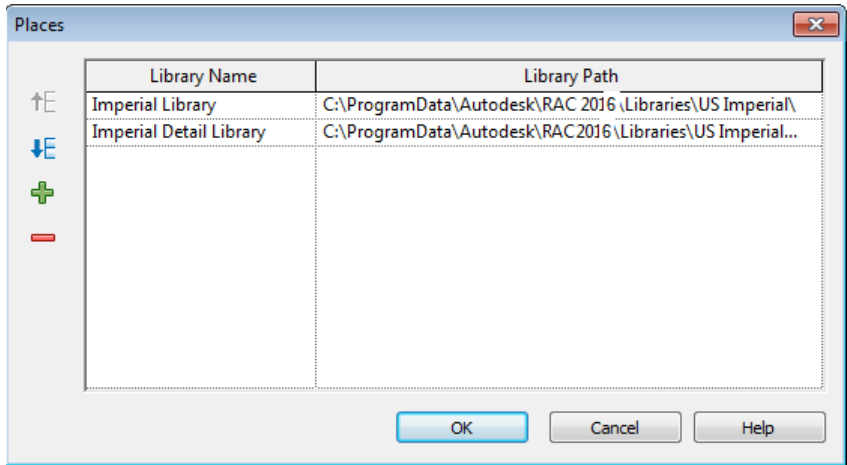 Places
Library Name Library Path
Imperial Library C:\ProgramData\Autodesk\RAC 2016 \Libraries\US Imperial\
Imperial Detail Library C:\ProgramData\Autodesk\RAC2016 \Libraries\US Imperial...
OK Cancel Help